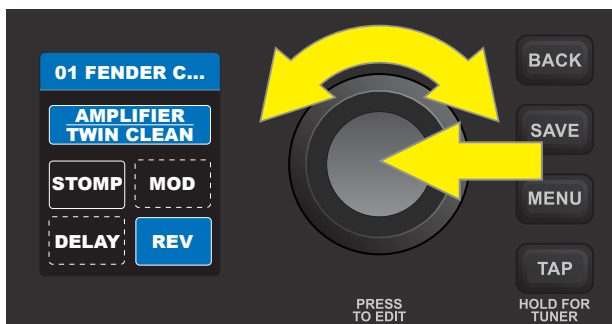 01 FENDER C...
AMPLIFIER
TWIN CLEAN
STOMP
MOD
DELAY
REV
BACK
SAVE
MENU
TAP
PRESS
TO EDIT
HOLD FOR
TUNER